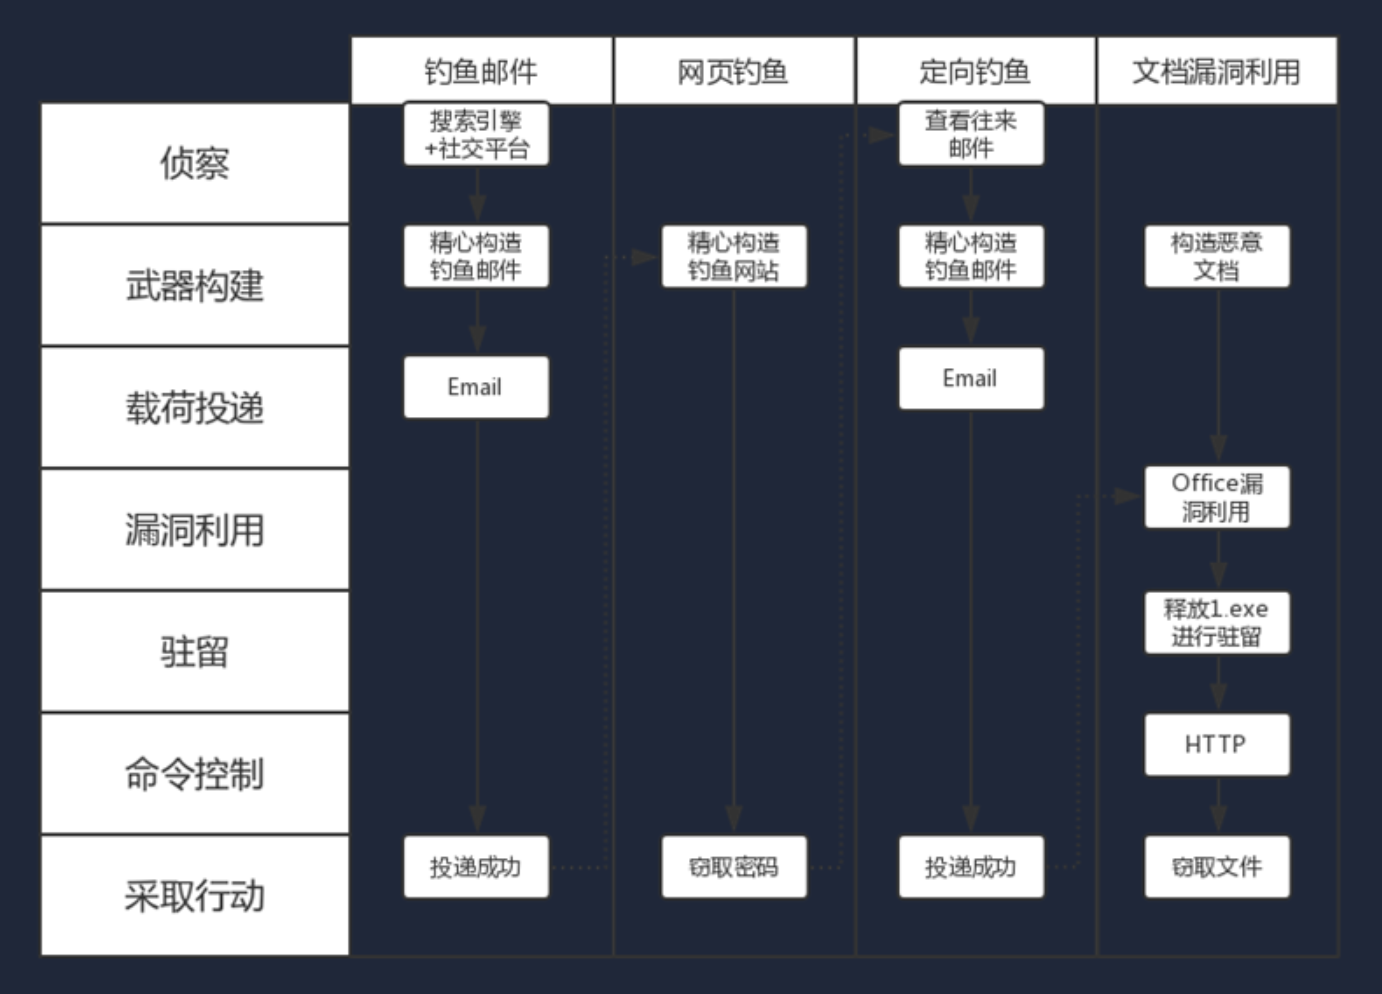 钓鱼邮件
网页钓鱼
定向钓鱼
文档漏洞利用
侦察
搜索引擎
+社交平台
查看往来
邮件
武器构建
精心构造
钓鱼邮件
精心构造
钓鱼网站
精心构造
钓鱼邮件
构造恶意
文档
载荷投递
Email
Email
漏洞利用
Office漏
洞利用
驻留
释放1.exe
进行驻留
命令控制
HTTP
采取行动
投递成功
窃取密码
投递成功
窃取文件